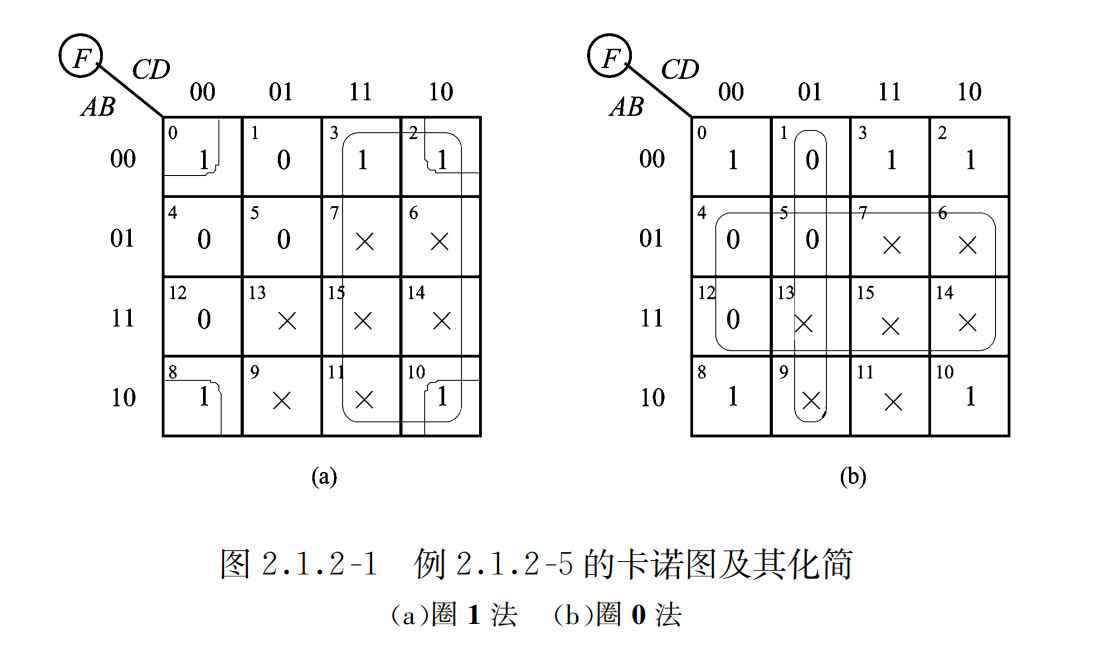 F CD F CD
AB 00 01 11 10 AB 00 01 11 10
0 1 3 2 0 1 3 2
00 1 0 1 1 00 1 0 1 1
4 5 7 6 4 5 7 6
01 0 0 × × 01 0 0 × ×
12 13 15 14 12 13 15 14
11 0 × × × 11 0 × × ×
8 9 11 10 8 9 11 10
10 1 × × 1 10 1 × × 1
(a) (b)
图 2.1.2-1 例 2.1.2-5 的卡诺图及其化简
(a)圈 1 法 (b)圈 0 法